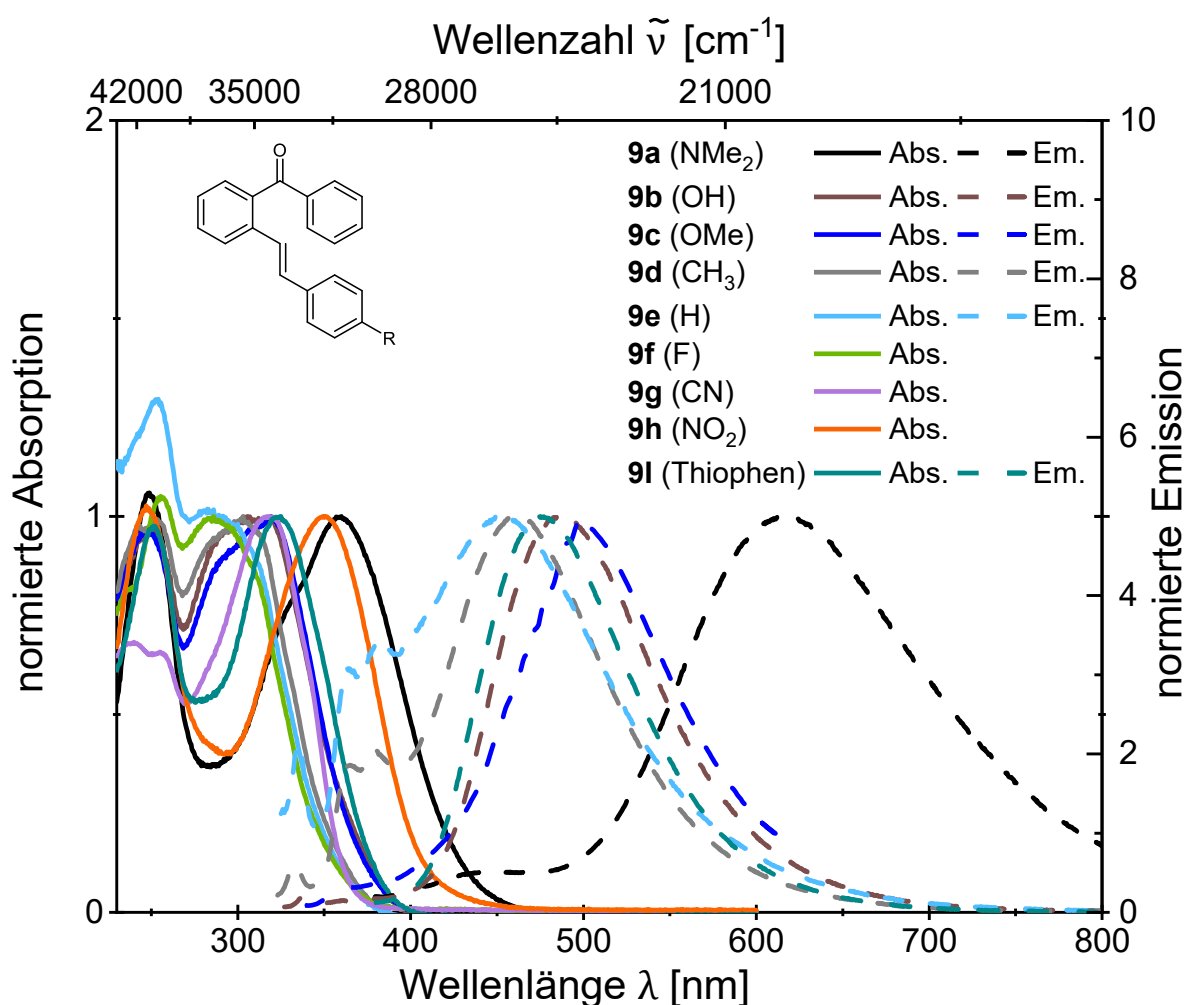 Wellenzahl ṽ [cm⁻¹]
42000 35000 28000 21000
2 10
O
R
9a (NMe₂) Abs. Em.
9b (OH) Abs. Em.
9c (OMe) Abs. Em.
9d (CH₃) Abs. Em.
9e (H) Abs. Em.
9f (F) Abs.
9g (CN) Abs.
9h (NO₂) Abs.
9l (Thiophen) Abs. Em.
8
6
1
4
2
0 0
normierte Absorption
normierte Emission
300 400 500 600 700 800
Wellenlänge λ [nm]